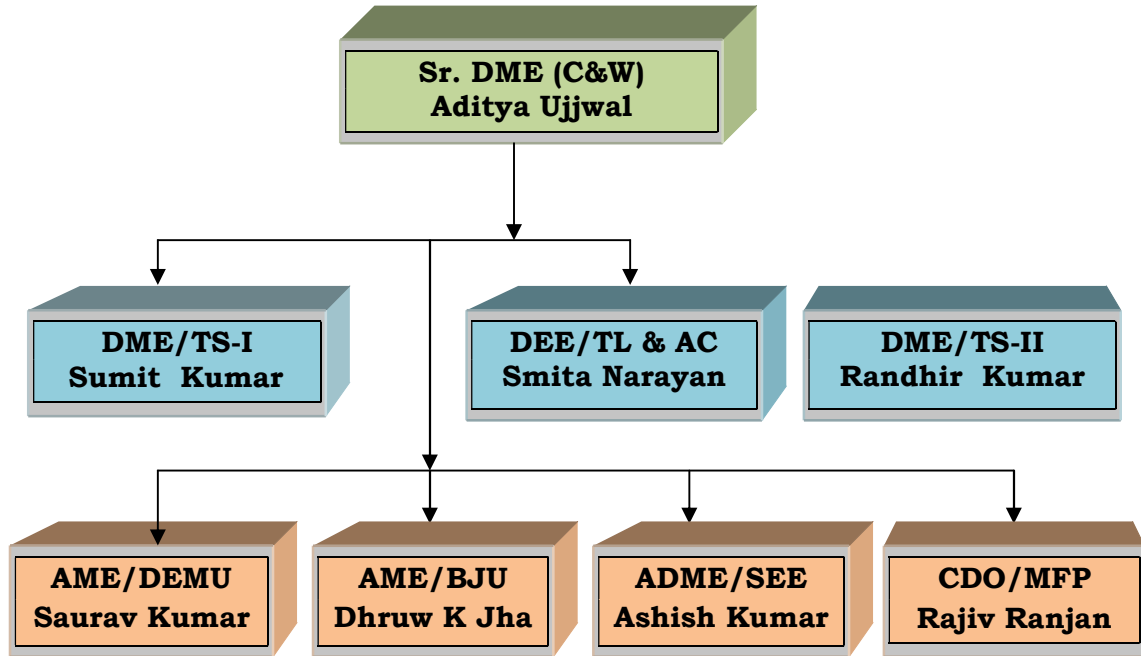 Sr. DME (C&W)
Aditya Ujjwal
DME/TS-I
Sumit Kumar
DEE/TL & AC
Smita Narayan
DME/TS-II
Randhir Kumar
AME/DEMU
Saurav Kumar
AME/BJU
Dhruw K Jha
ADME/SEE
Ashish Kumar
CDO/MFP
Rajiv Ranjan